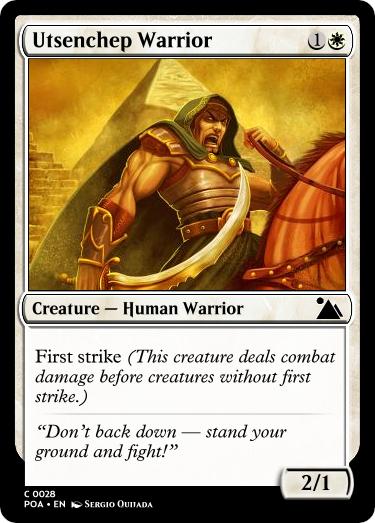 Utsenchep Warrior 1
Creature — Human Warrior
First strike (This creature deals combat
damage before creatures without first
strike.)
“Don’t back down — stand your
ground and fight!”
2/1
C 0028
POA • EN Sergio Quijada